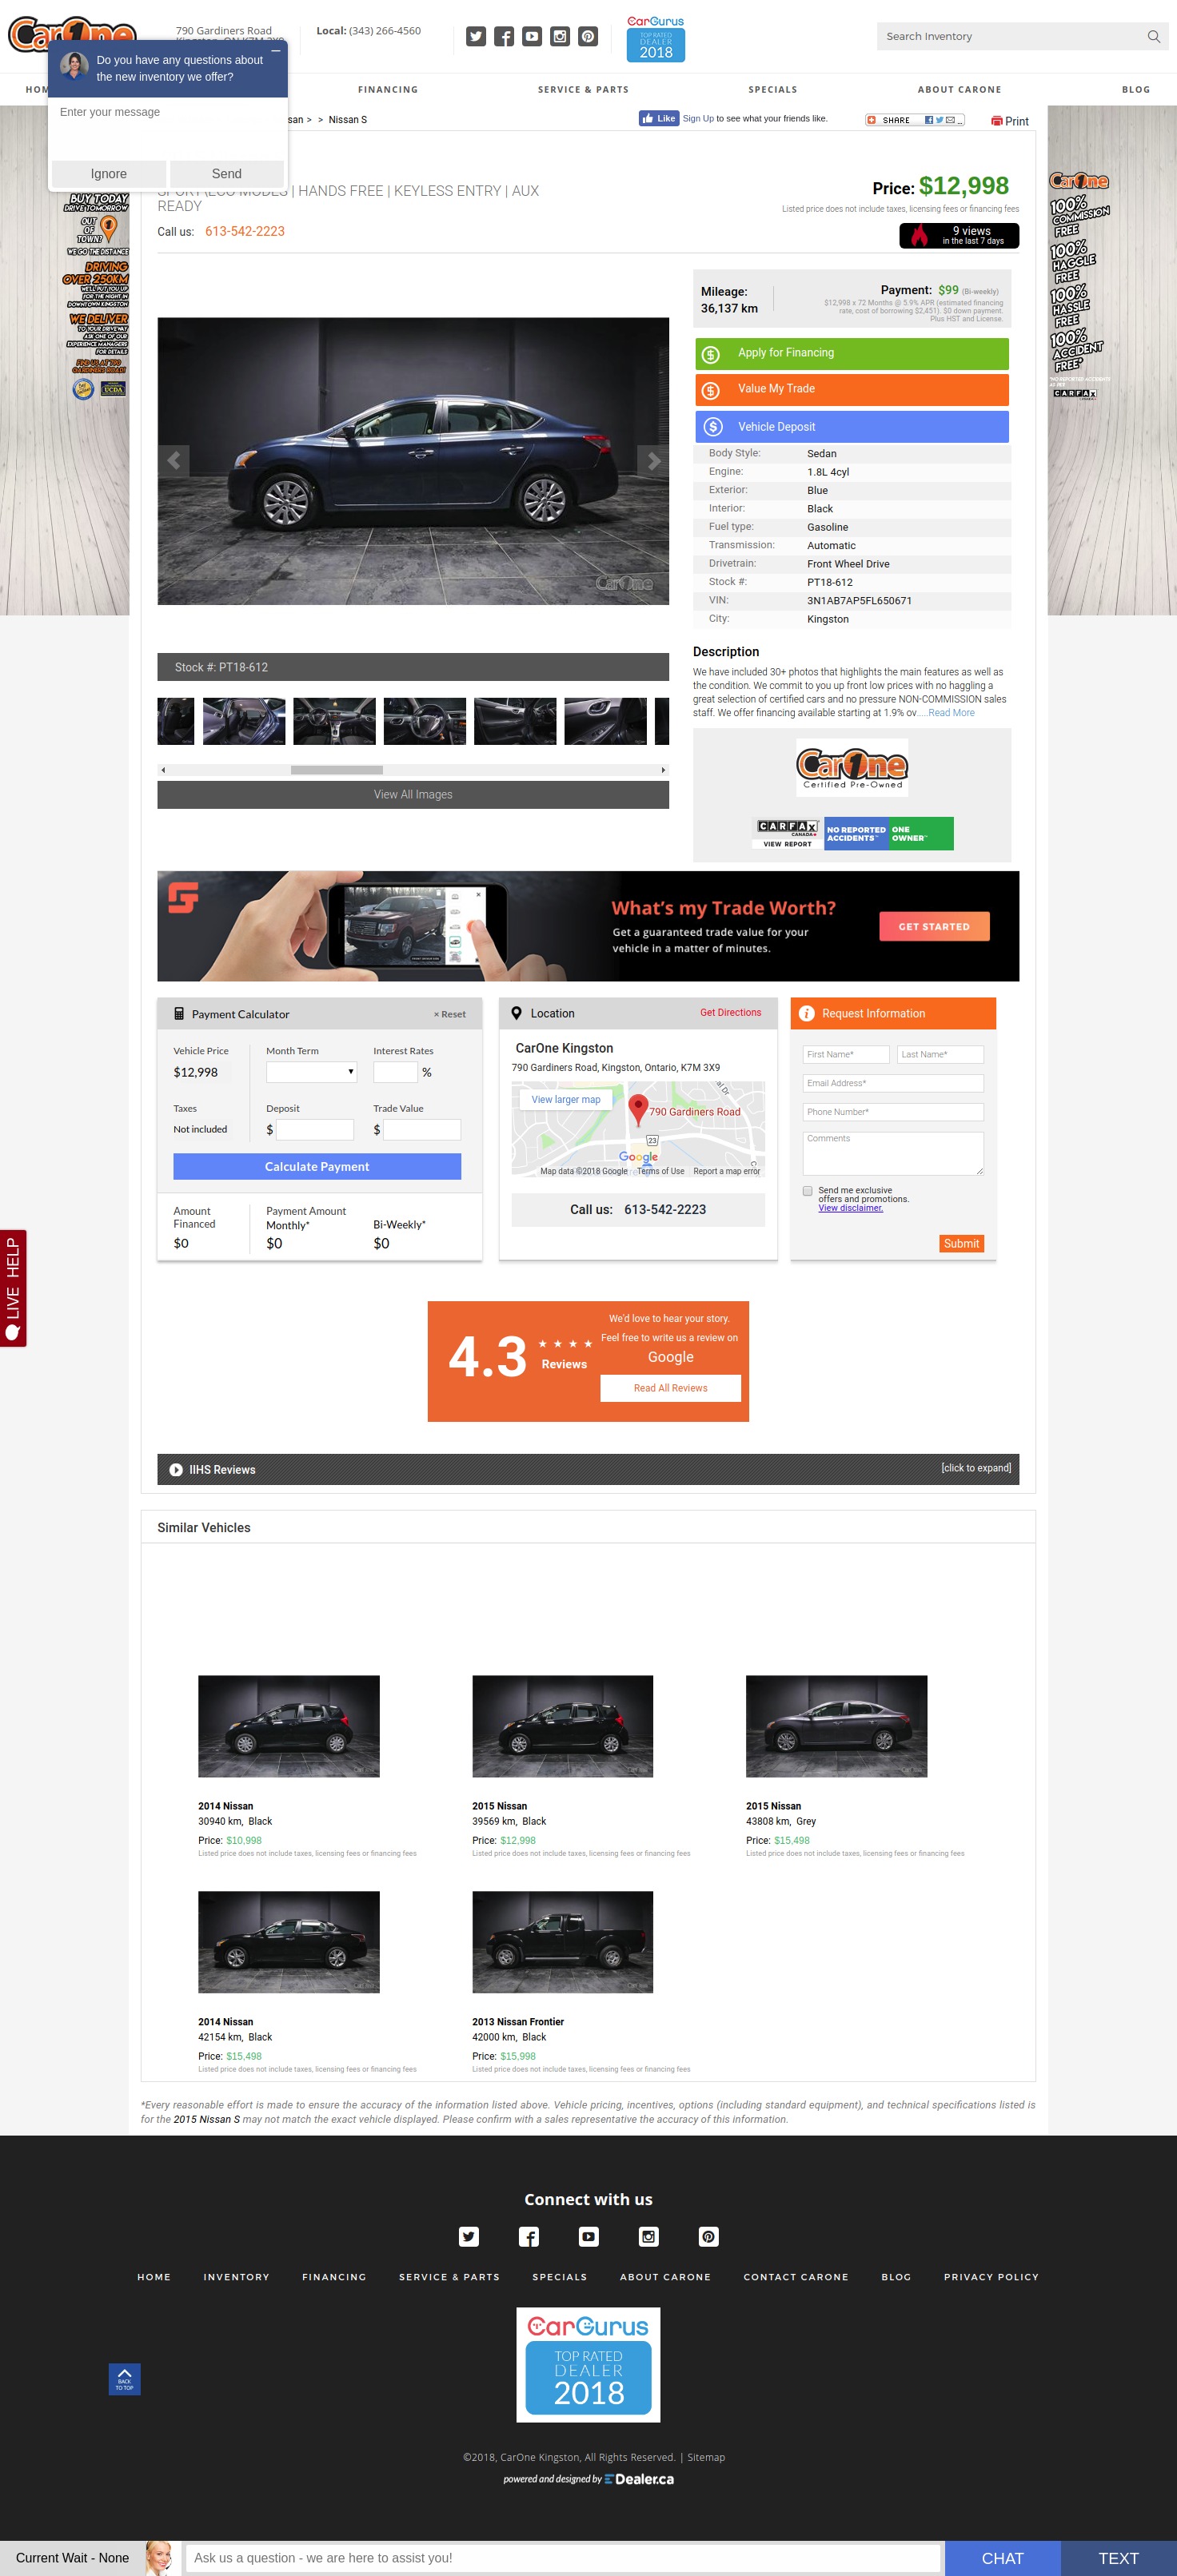 CarOne
790 Gardiners Road
Local: (343) 266-4560
CarGurus
TOP RATED
DEALER
2018
Search Inventory
Do you have any questions about
the new inventory we offer?
Enter your message
Ignore
Send
FINANCING
SERVICE & PARTS
SPECIALS
ABOUT CARONE
BLOG
> > Nissan S
Like
Sign Up to see what your friends like.
SHARE
Print
| HANDS FREE | KEYLESS ENTRY | AUX
READY
Call us: 613-542-2223
Price: $12,998
Listed price does not include taxes, licensing fees or financing fees
9 views
in the last 7 days
BUY TODAY
DRIVE TOMORROW
OUT
OF
TOWN?
WE GO THE DISTANCE
DRIVING
OVER 250KM
WE'LL PUT YOU UP
FOR THE NIGHT IN
DOWNTOWN KINGSTON
WE DELIVER
TO YOUR DRIVEWAY
ASK ONE OF OUR
EXPERIENCE MANAGERS
FOR DETAILS
FIND US AT 790
GARDINERS ROAD!
UCDA
CarOne
100%
COMMISSION
FREE
100%
HAGGLE
FREE
100%
HASSLE
FREE
100%
ACCIDENT
FREE*
*NO REPORTED ACCIDENTS
CARFAX
Mileage:
36,137 km
Payment: $99 (Bi-weekly)
$12,998 x 72 Months @ 5.9% APR (estimated financing
rate, cost of borrowing $2,451). $0 down payment.
Plus HST and License.
Apply for Financing
Value My Trade
Vehicle Deposit
Body Style: Sedan
Engine: 1.8L 4cyl
Exterior: Blue
Interior: Black
Fuel type: Gasoline
Transmission: Automatic
Drivetrain: Front Wheel Drive
Stock #: PT18-612
VIN: 3N1AB7AP5FL650671
City: Kingston
CarOne
Stock #: PT18-612
View All Images
Description
We have included 30+ photos that highlights the main features as well as
the condition. We commit to you up front low prices with no haggling a
great selection of certified cars and no pressure NON-COMMISSION sales
staff. We offer financing available starting at 1.9% ov.....Read More
CarOne
Certified Pre-Owned
CARFAX
CANADA
VIEW REPORT
NO REPORTED
ACCIDENTS™
ONE
OWNER™
What's my Trade Worth?
Get a guaranteed trade value for your
vehicle in a matter of minutes.
GET STARTED
Payment Calculator
× Reset
Vehicle Price
$12,998
Month Term
Interest Rates
%
Taxes
Not included
Deposit
$
Trade Value
$
Calculate Payment
Amount
Financed
$0
Payment Amount
Monthly*
$0
Bi-Weekly*
$0
Location
Get Directions
CarOne Kingston
790 Gardiners Road, Kingston, Ontario, K7M 3X9
View larger map
790 Gardiners Road
23
Google
Map data ©2018 Google
Terms of Use
Report a map error
Call us: 613-542-2223
Request Information
First Name*
Last Name*
Email Address*
Phone Number*
Comments
Send me exclusive
offers and promotions.
View disclaimer.
Submit
LIVE HELP
4.3
Reviews
We'd love to hear your story.
Feel free to write us a review on
Google
Read All Reviews
IIHS Reviews
[click to expand]
Similar Vehicles
2014 Nissan
30940 km, Black
Price: $10,998
Listed price does not include taxes, licensing fees or financing fees
2015 Nissan
39569 km, Black
Price: $12,998
Listed price does not include taxes, licensing fees or financing fees
2015 Nissan
43808 km, Grey
Price: $15,498
Listed price does not include taxes, licensing fees or financing fees
2014 Nissan
42154 km, Black
Price: $15,498
Listed price does not include taxes, licensing fees or financing fees
2013 Nissan Frontier
42000 km, Black
Price: $15,998
Listed price does not include taxes, licensing fees or financing fees
*Every reasonable effort is made to ensure the accuracy of the information listed above. Vehicle pricing, incentives, options (including standard equipment), and technical specifications listed is
for the 2015 Nissan S may not match the exact vehicle displayed. Please confirm with a sales representative the accuracy of this information.
Connect with us
HOME
INVENTORY
FINANCING
SERVICE & PARTS
SPECIALS
ABOUT CARONE
CONTACT CARONE
BLOG
PRIVACY POLICY
CarGurus
TOP RATED
DEALER
2018
BACK
TO TOP
©2018, CarOne Kingston, All Rights Reserved. | Sitemap
powered and designed by EDealer.ca
Current Wait - None
Ask us a question - we are here to assist you!
CHAT
TEXT